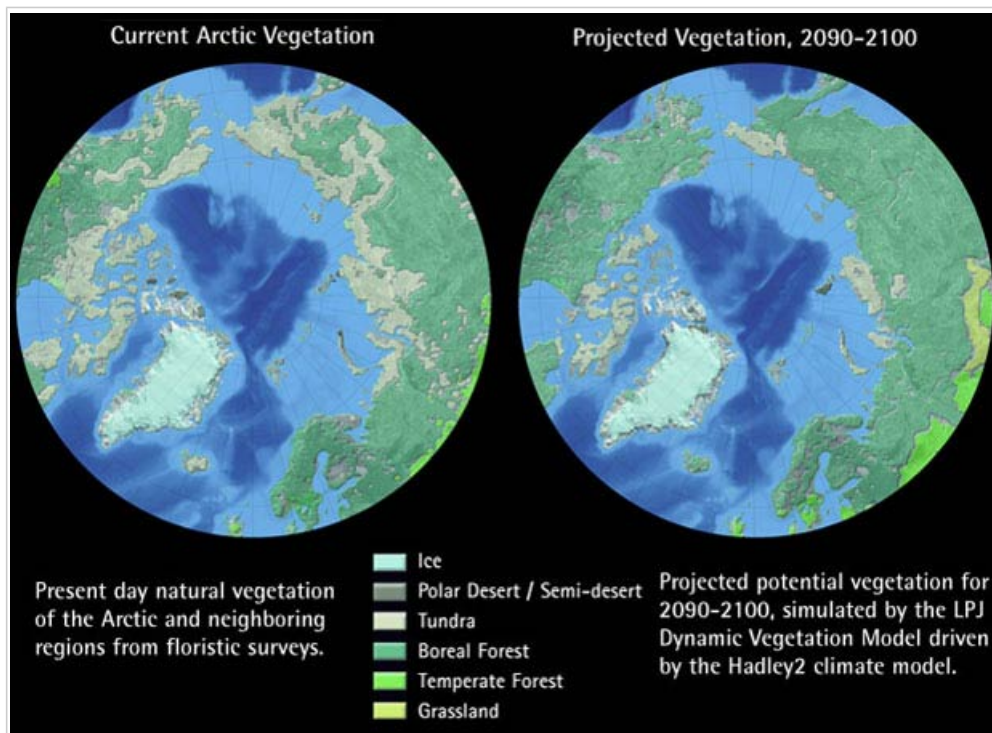 Current Arctic Vegetation
Projected Vegetation, 2090-2100
Present day natural vegetation
of the Arctic and neighboring
regions from floristic surveys.
Ice
Polar Desert / Semi-desert
Tundra
Boreal Forest
Temperate Forest
Grassland
Projected potential vegetation for
2090-2100, simulated by the LPJ
Dynamic Vegetation Model driven
by the Hadley2 climate model.